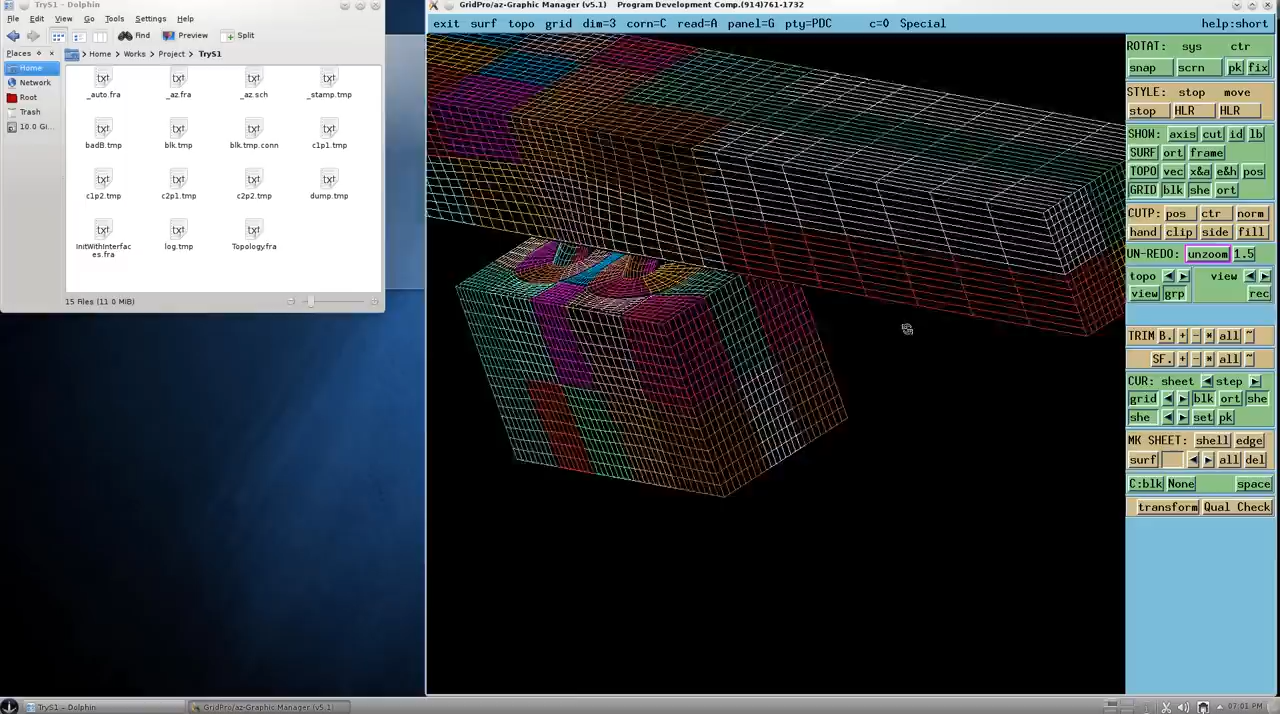 TryS1 - Dolphin
File Edit View Go Tools Settings Help
Find Preview Split
Places
Home Works Project TryS1
Home
Network
Root
Trash
10.0 Gi...
_auto.fra _az.fra _az.sch _stamp.tmp
badB.tmp blk.tmp blk.tmp.conn c1p1.tmp
c1p2.tmp c2p1.tmp c2p2.tmp dump.tmp
InitWithInterfac
es.fra log.tmp Topology.fra
15 Files (11.0 MiB)
GridPro/az-Graphic Manager (v5.1) Program Development Comp.(914)761-1732
exit surf topo grid dim=3 corn=C read=A panel=G pty=PDC c=0 Special help:short
ROTAT: sys ctr
snap scrn pk fix
STYLE: stop move
stop HLR HLR
SHOW: axis cut id lb
SURF ort frame
TOPO vec x&a e&h pos
GRID blk she ort
CUTP: pos ctr norm
hand clip side fill
UN-REDO: unzoom 1.5
topo view
view grp rec
TRIM B. + - * all ~
SF. + - * all ~
CUR: sheet step
grid blk ort she
she set pk
MK SHEET: shell edge
surf all del
C:blk None space
transform Qual Check
TryS1 - Dolphin GridPro/az-Graphic Manager (v5.1) 07:01 PM